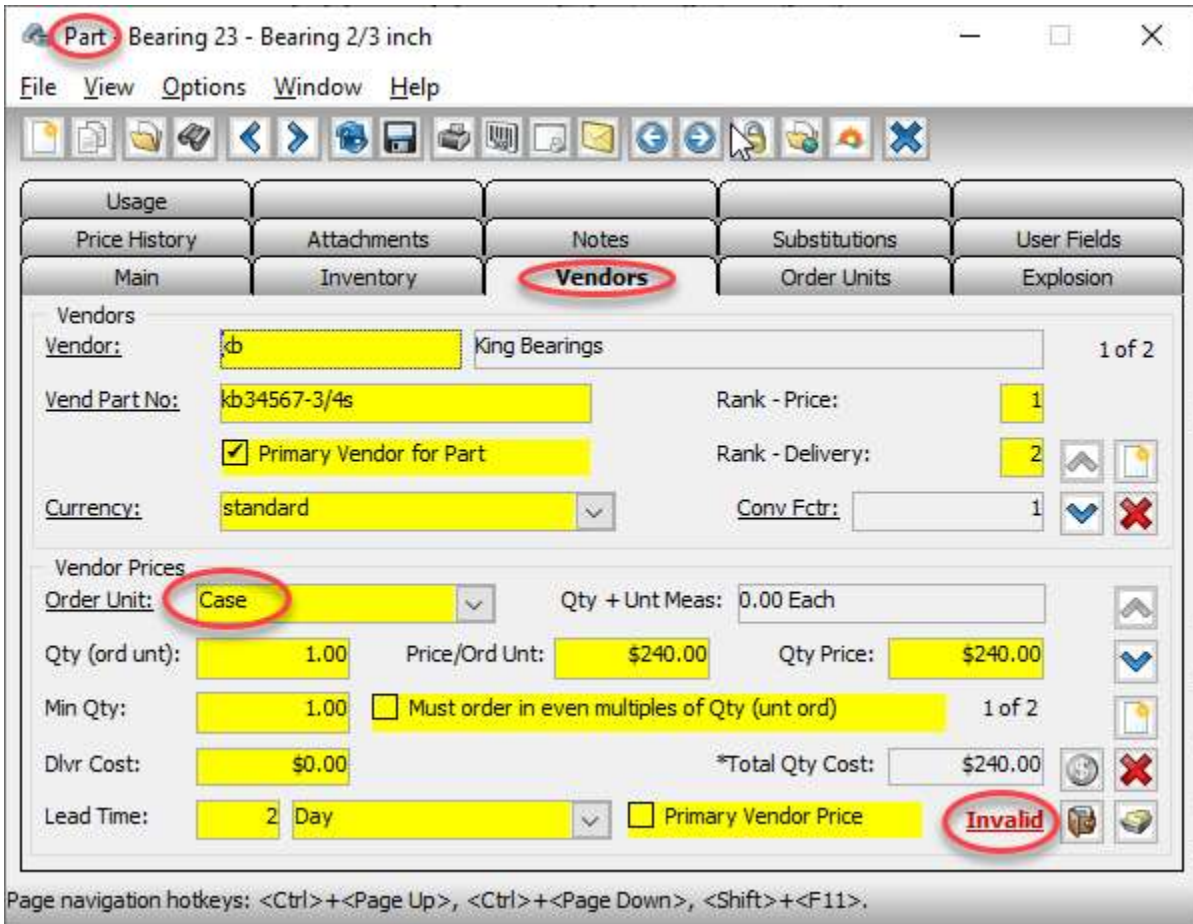 Part - Bearing 23 - Bearing 2/3 inch
File View Options Window Help
Usage
Price History Attachments Notes Substitutions User Fields
Main Inventory Vendors Order Units Explosion
Vendors
Vendor: kb King Bearings 1 of 2
Vend Part No: kb34567-3/4s Rank - Price: 1
Primary Vendor for Part Rank - Delivery: 2
Currency: standard Conv Fctr: 1
Vendor Prices
Order Unit: Case Qty + Unt Meas: 0.00 Each
Qty (ord unt): 1.00 Price/Ord Unt: $240.00 Qty Price: $240.00
Min Qty: 1.00 Must order in even multiples of Qty (unt ord) 1 of 2
Dlvr Cost: $0.00 *Total Qty Cost: $240.00
Lead Time: 2 Day Primary Vendor Price Invalid
Page navigation hotkeys: <Ctrl>+<Page Up>, <Ctrl>+<Page Down>, <Shift>+<F11>.